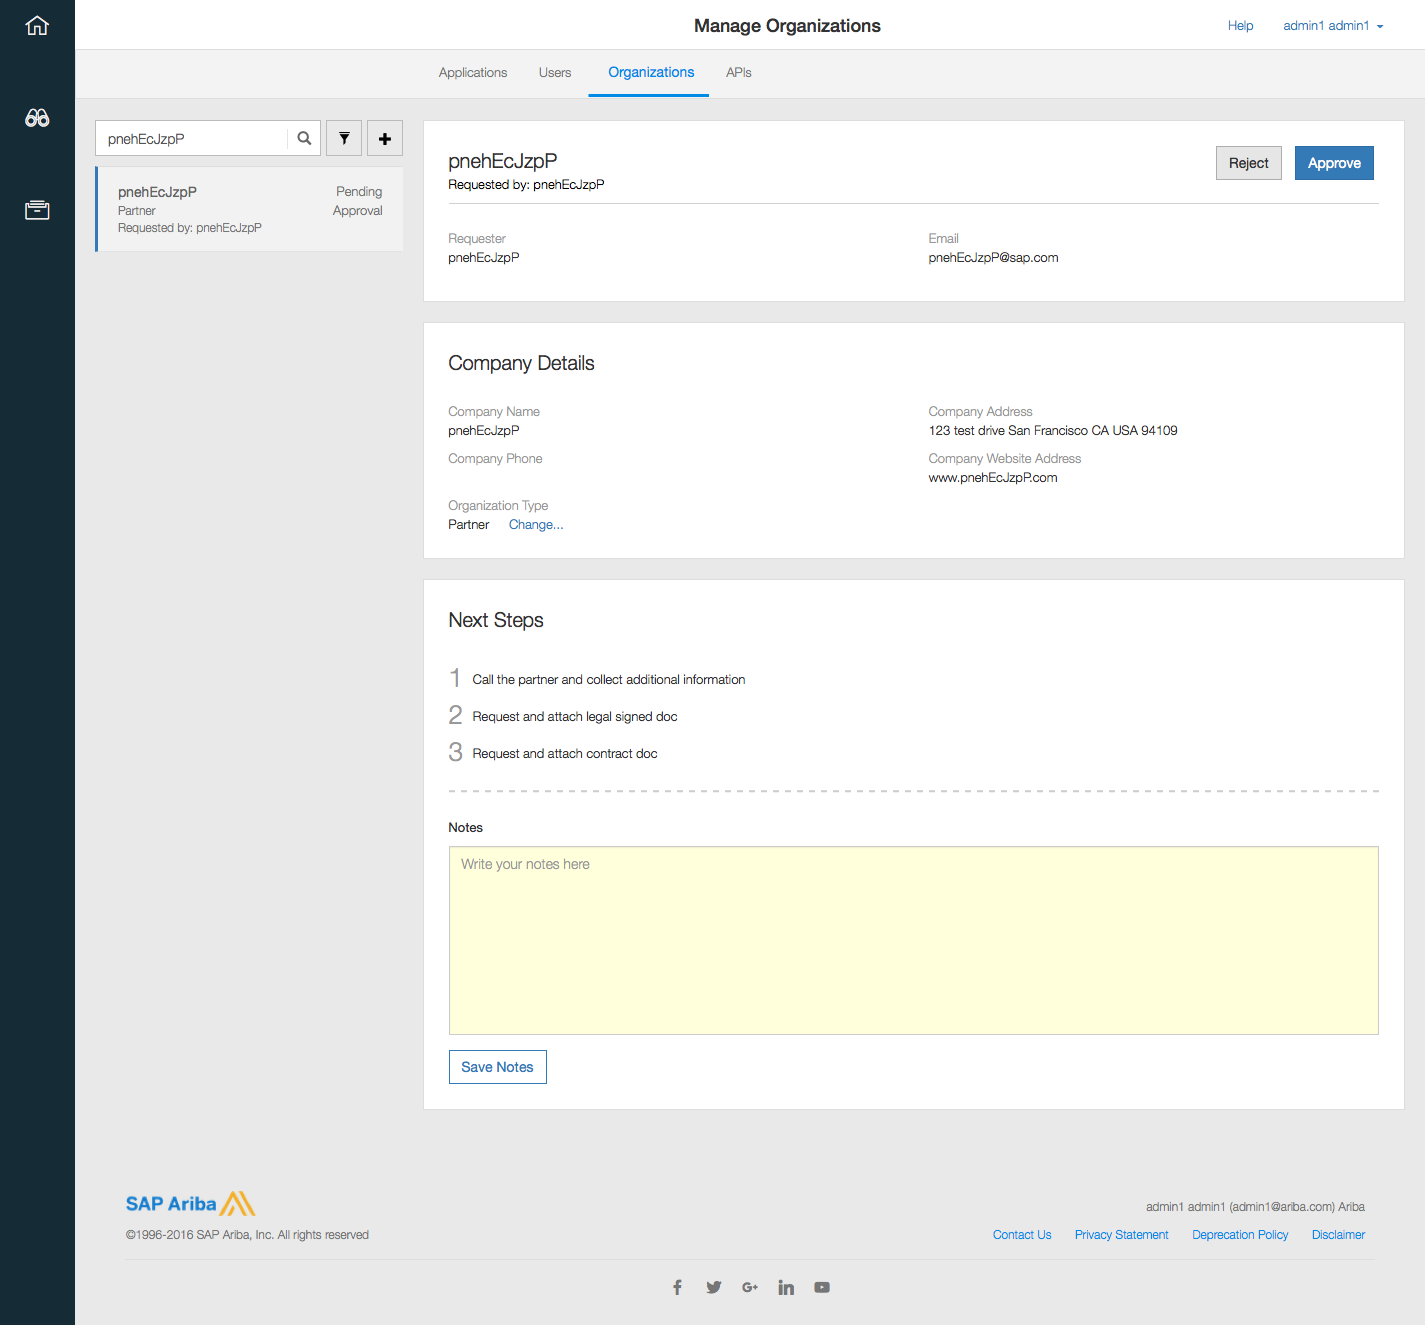 Manage Organizations
Help
admin1 admin1
Applications
Users
Organizations
APIs
pnehEcJzpP
pnehEcJzpP
Pending Approval
Partner
Requested by: pnehEcJzpP
pnehEcJzpP
Requested by: pnehEcJzpP
Reject
Approve
Requester
pnehEcJzpP
Email
pnehEcJzpP@sap.com
Company Details
Company Name
pnehEcJzpP
Company Address
123 test drive San Francisco CA USA 94109
Company Phone
Company Website Address
www.pnehEcJzpP.com
Organization Type
Partner Change...
Next Steps
1 Call the partner and collect additional information
2 Request and attach legal signed doc
3 Request and attach contract doc
Notes
Write your notes here
Save Notes
SAP Ariba
©1996-2016 SAP Ariba, Inc. All rights reserved
admin1 admin1 (admin1@ariba.com) Ariba
Contact Us
Privacy Statement
Deprecation Policy
Disclaimer